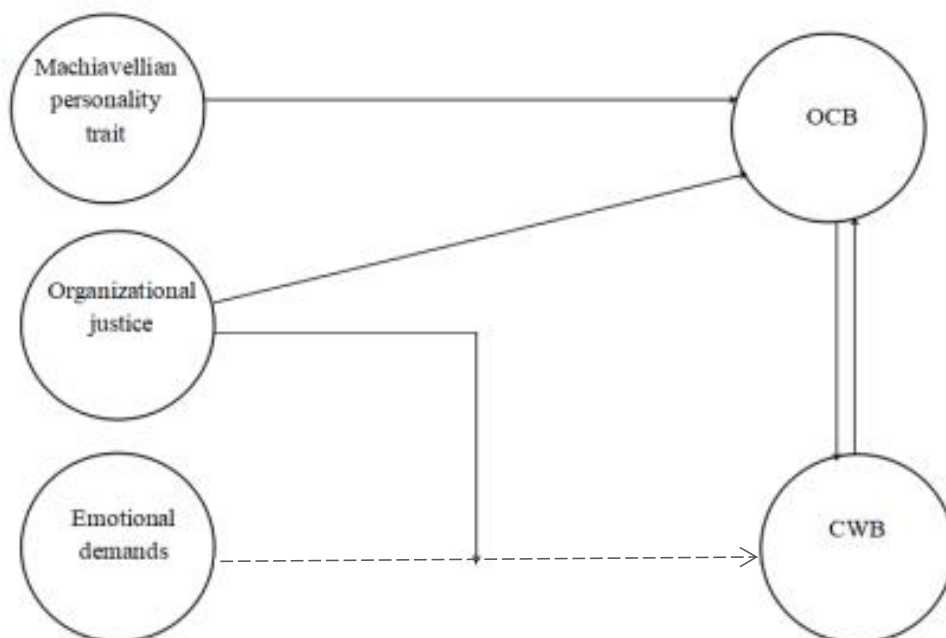 Machiavellian
personality
trait
OCB
Organizational
justice
Emotional
demands
CWB